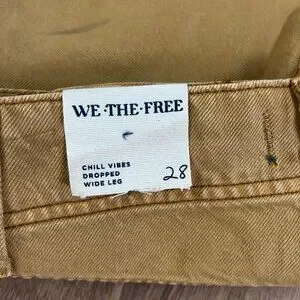 WE·THE·FREE
CHILL VIBES
DROPPED
WIDE LEG
28